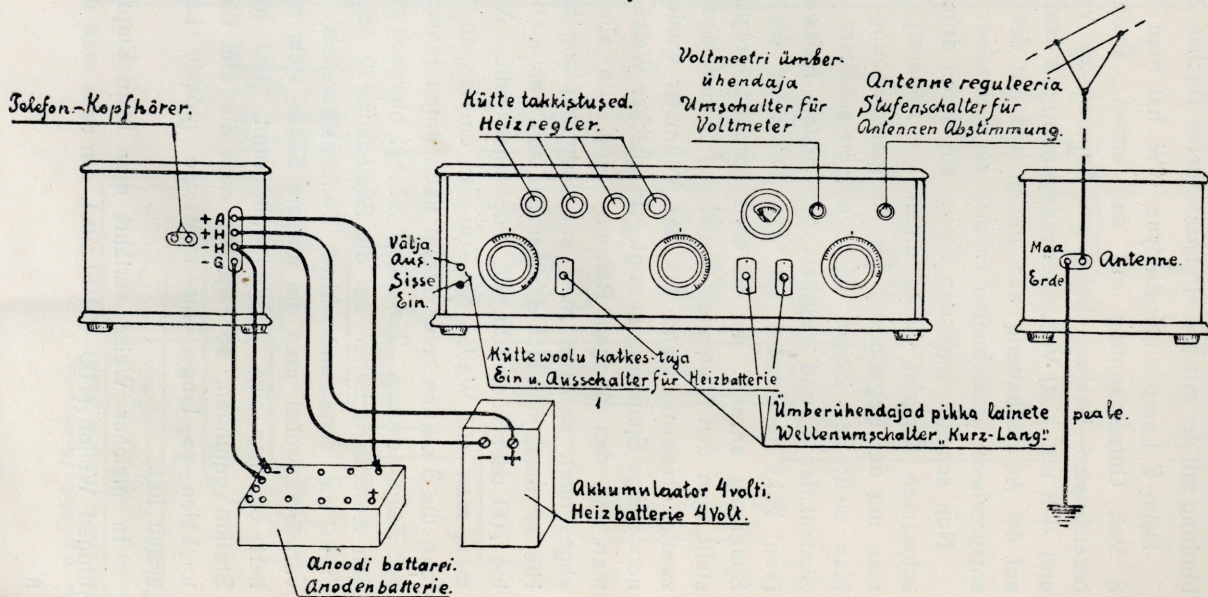 Telefon-Kopfhörer.
Kütte takkistused.
Heizregler.
Voltmeetri ümber-
ühendaja
Umschalter für
Voltmeter
Antenne reguleeria
Stufenschalter für
Antennen Abstimmung.
+ A
+ H
- H
- G
Välja
Aus.
Sisse
Ein.
Maa
Erde
Antenne.
Kütte woolu katkes-taja
Ein u. Ausschalter für Heizbatterie
Ümberühendajad pikka lainete peale.
Wellenumschalter „Kurz-Lang"
- +
Akkumulaator 4 volti.
Heizbatterie 4 Volt.
-
+
Anoodi battarei.
Anodenbatterie.